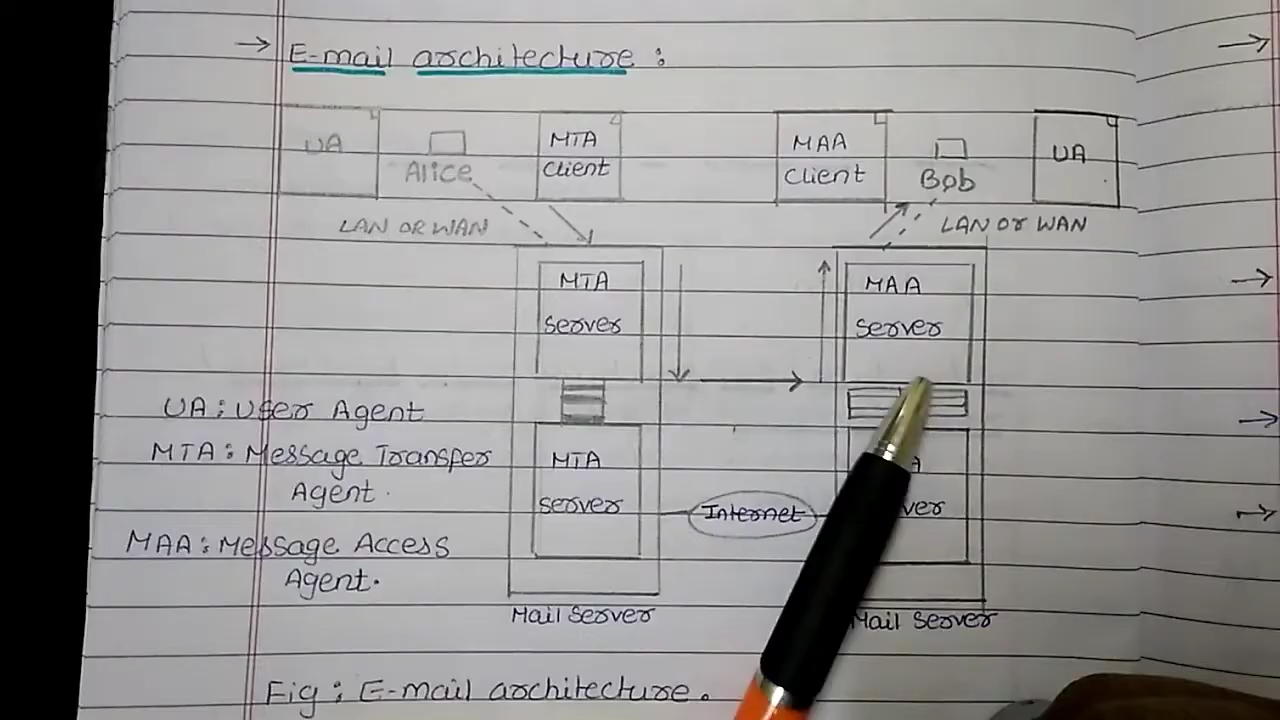 → E-mail architecture :
UA
Alice
MTA
Client
MAA
Client
Bob
UA
LAN OR WAN
LAN Or WAN
MTA
Server
MAA
Server
UA : User Agent
MTA : Message Transfer
Agent.
MAA : Message Access
Agent.
MTA
Server
Internet
Mail Server
Mail Server
Fig : E-mail architecture.